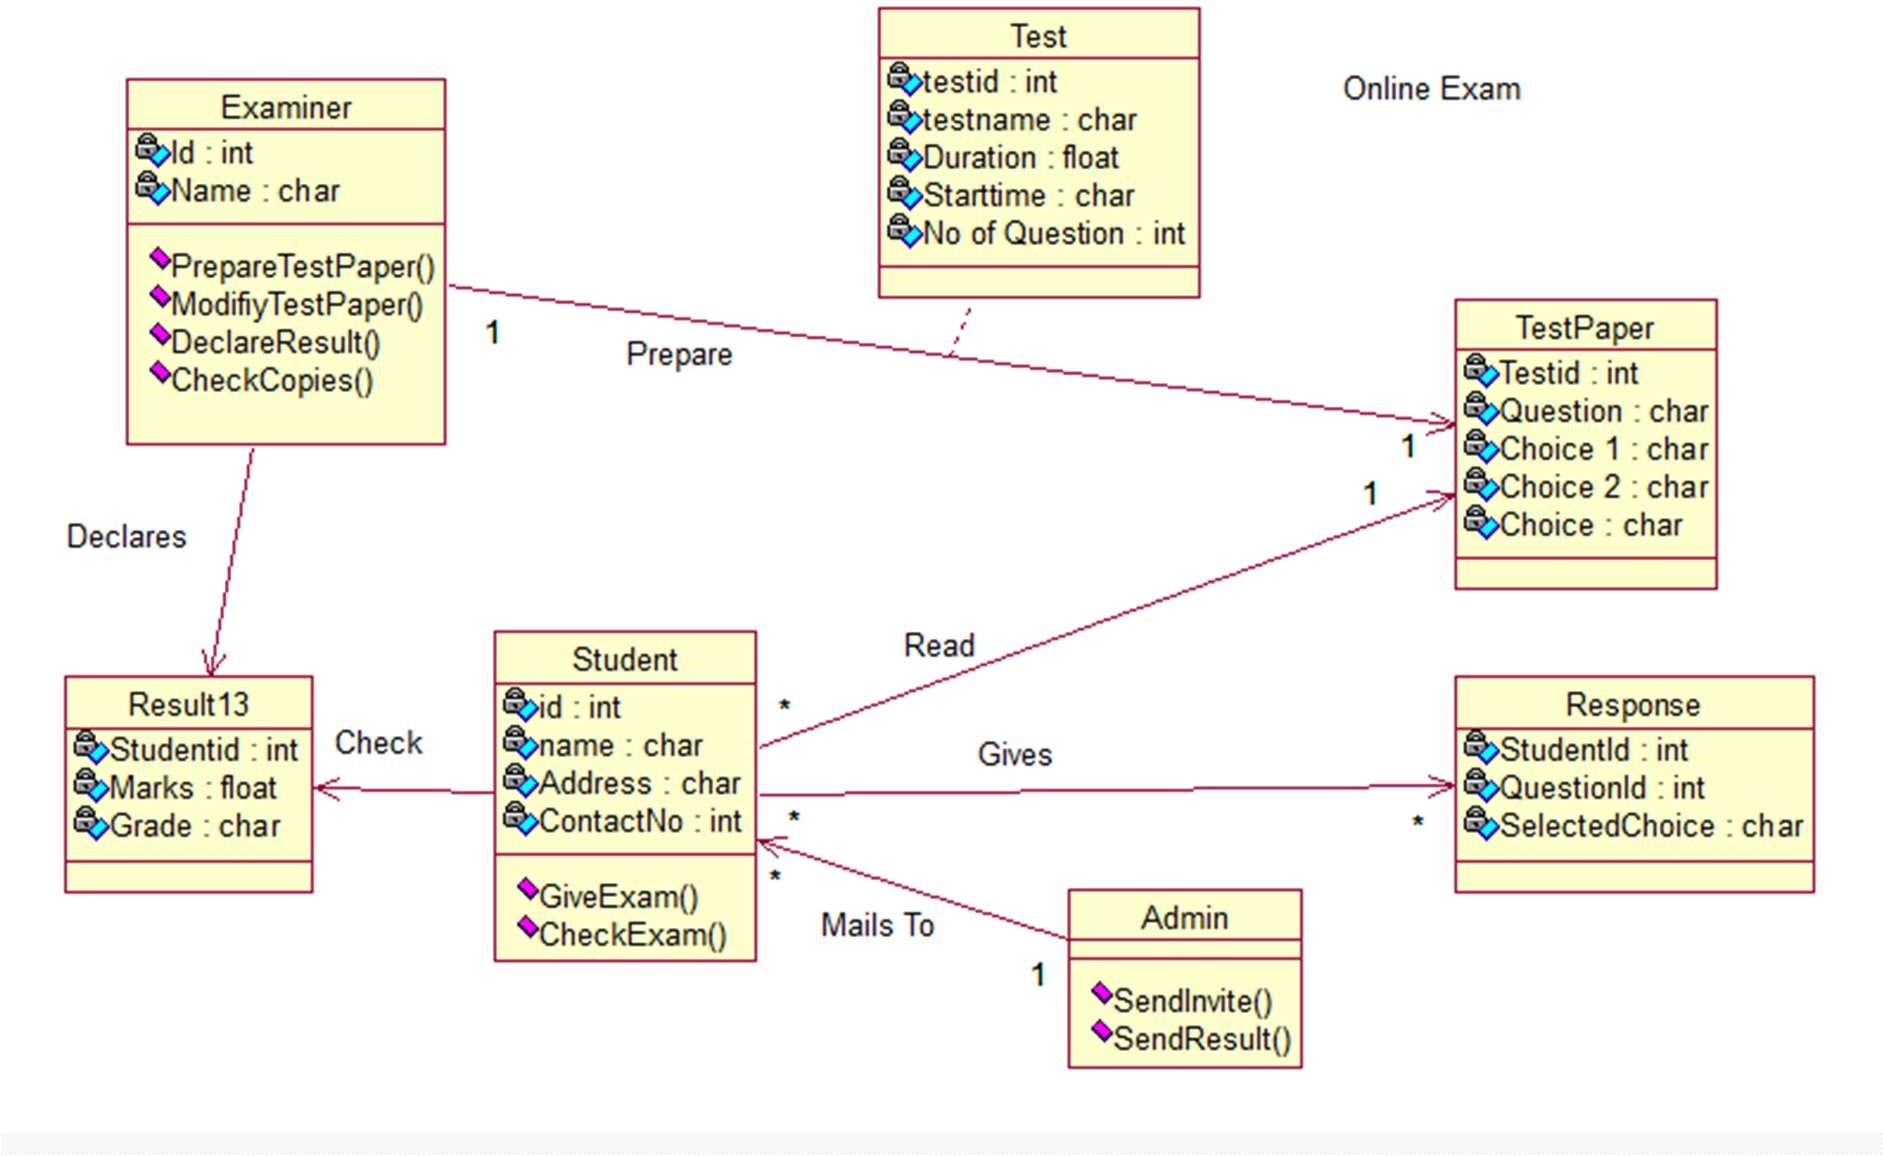 Test
testid : int
testname : char
Duration : float
Starttime : char
No of Question : int
Online Exam
Examiner
Id : int
Name : char
PrepareTestPaper()
ModifiyTestPaper()
DeclareResult()
CheckCopies()
1
Prepare
1
TestPaper
Testid : int
Question : char
Choice 1 : char
Choice 2 : char
Choice : char
1
Declares
Read
*
Student
id : int
name : char
Address : char
ContactNo : int
GiveExam()
CheckExam()
Result13
Studentid : int
Marks : float
Grade : char
Check
Gives
*
*
Response
StudentId : int
QuestionId : int
SelectedChoice : char
*
Mails To
1
Admin
SendInvite()
SendResult()